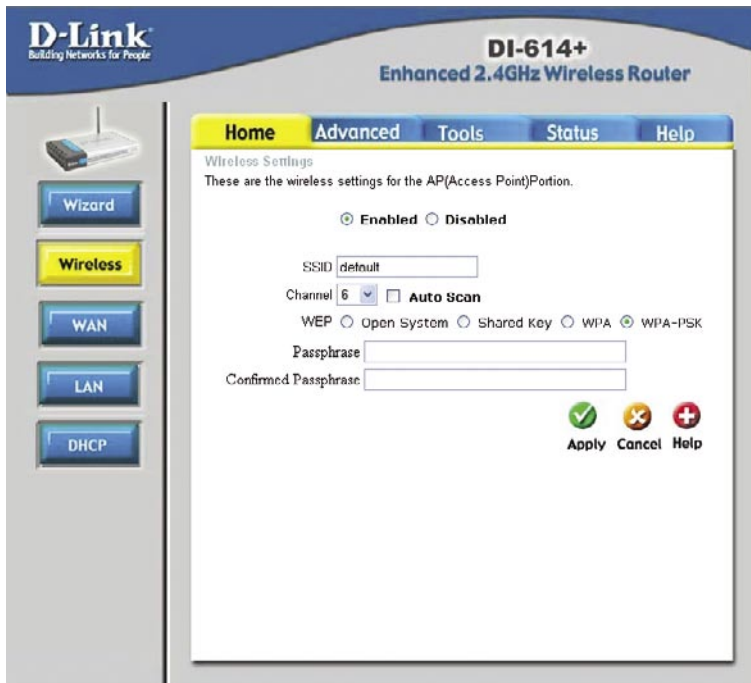 D-Link
Building Networks for People
DI-614+
Enhanced 2.4GHz Wireless Router
Home Advanced Tools Status Help
Wizard
Wireless
WAN
LAN
DHCP
Wireless Settings
These are the wireless settings for the AP(Access Point)Portion.
Enabled Disabled
SSID default
Channel 6 Auto Scan
WEP Open System Shared Key WPA WPA-PSK
Passphrase
Confirmed Passphrase
Apply Cancel Help